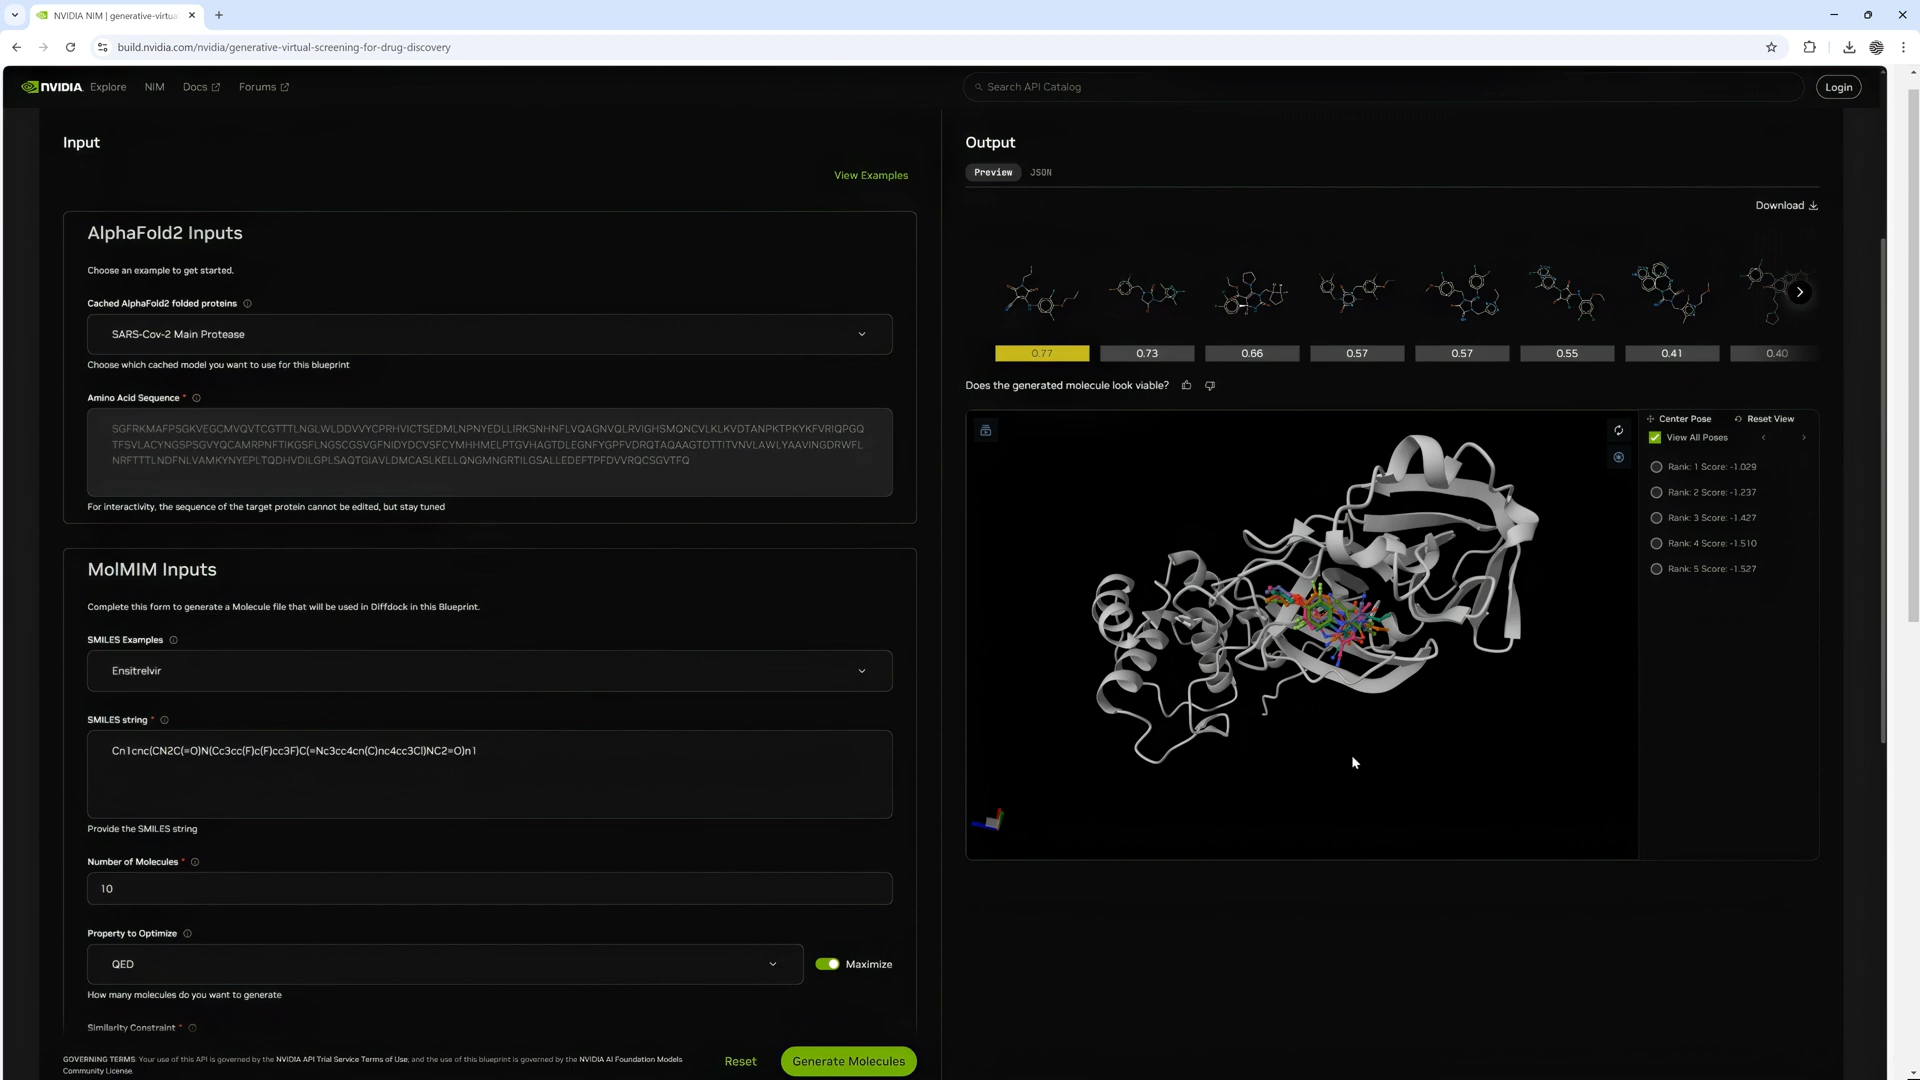 NVIDIA NIM | generative-virtua
build.nvidia.com/nvidia/generative-virtual-screening-for-drug-discovery
NVIDIA Explore NIM Docs Forums
Search API Catalog
Login
Input
View Examples
AlphaFold2 Inputs
Choose an example to get started.
Cached AlphaFold2 folded proteins
SARS-Cov-2 Main Protease
Choose which cached model you want to use for this blueprint
Amino Acid Sequence *
SGFRKMAFPSGKVEGCMVQVTCGTTTLNGLWLDDVVYCPRHVICTSEDMLNPNYEDLLIRKSNHNFLVQAGNVQLRVIGHSMQNCVLKLKVDTANPKTPKYKFVRIQPGQ
TFSVLACYNGSPSGVYQCAMRPNFTIKGSFLNGSCGSVGFNIDYDCVSFCYMHHMELPTGVHAGTDLEGNFYGPFVDRQTAQAAGTDTTITVNVLAWLYAAVINGDRWFL
NRFTTTLNDFNLVAMKYNYEPLTQDHVDILGPLSAQTGIAVLDMCASLKELLQNGMNGRTILGSALLEDEFTPFDVVRQCSGVTFQ
For interactivity, the sequence of the target protein cannot be edited, but stay tuned
MolMIM Inputs
Complete this form to generate a Molecule file that will be used in Diffdock in this Blueprint.
SMILES Examples
Ensitrelvir
SMILES string *
Cn1cnc(CN2C(=O)N(Cc3cc(F)c(F)cc3F)C(=Nc3cc4cn(C)nc4cc3Cl)NC2=O)n1
Provide the SMILES string
Number of Molecules *
10
Property to Optimize
QED
Maximize
How many molecules do you want to generate
Similarity Constraint *
GOVERNING TERMS: Your use of this API is governed by the NVIDIA API Trial Service Terms of Use; and the use of this blueprint is governed by the NVIDIA AI Foundation Models
Community License.
Reset
Generate Molecules
Output
Preview JSON
Download
0.77 0.73 0.66 0.57 0.57 0.55 0.41 0.40
Does the generated molecule look viable?
Center Pose Reset View
View All Poses
Rank: 1 Score: -1.029
Rank: 2 Score: -1.237
Rank: 3 Score: -1.427
Rank: 4 Score: -1.510
Rank: 5 Score: -1.527